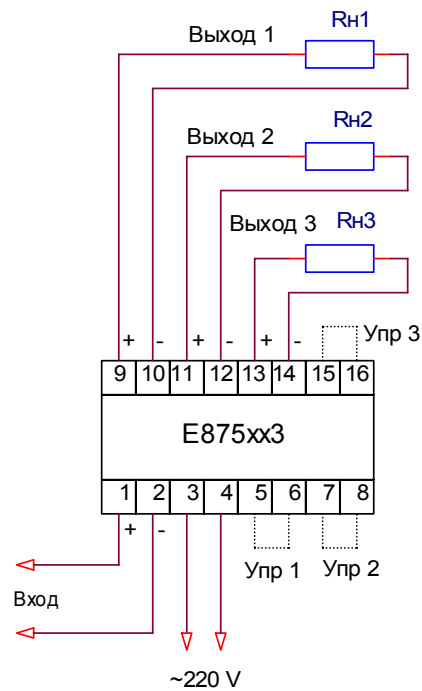 Rн1
Выход 1
Rн2
Выход 2
Rн3
Выход 3
+ - + - + - Упр 3
9 10 11 12 13 14 15 16
E875xx3
1 2 3 4 5 6 7 8
+ -
Упр 1 Упр 2
Вход
~220 V